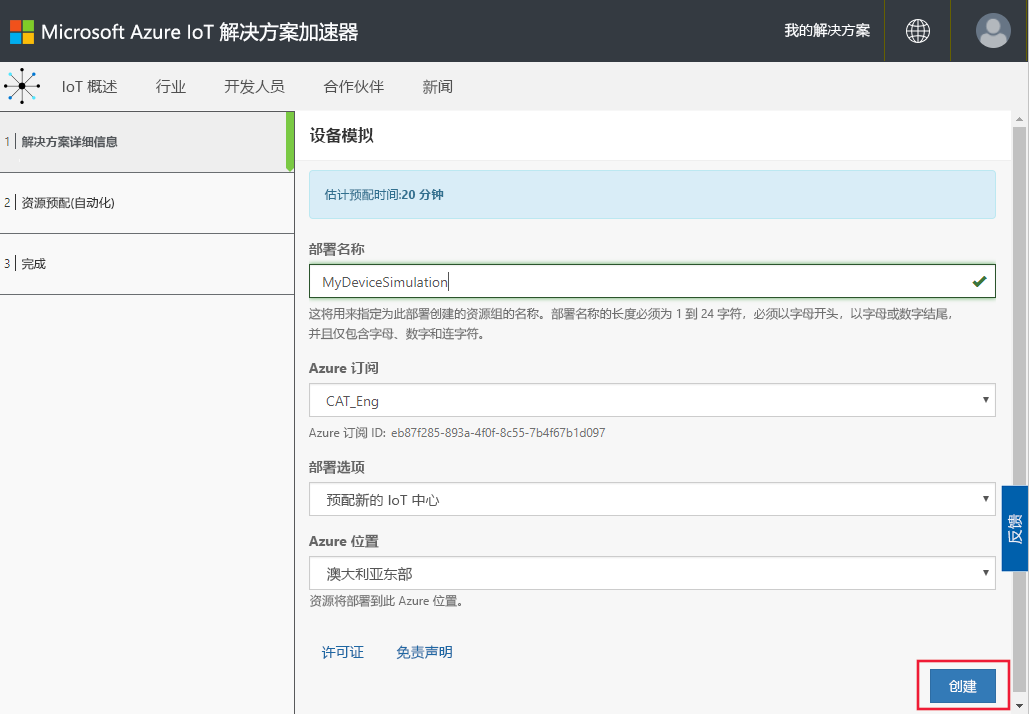 Microsoft Azure IoT 解决方案加速器
我的解决方案
IoT 概述 行业 开发人员 合作伙伴 新闻
1 解决方案详细信息
2 资源预配(自动化)
3 完成
设备模拟
估计预配时间:20 分钟
部署名称
MyDeviceSimulation
这将用来指定为此部署创建的资源组的名称。部署名称的长度必须为 1 到 24 字符，必须以字母开头，以字母或数字结尾，
并且仅包含字母、数字和连字符。
Azure 订阅
CAT_Eng
Azure 订阅 ID: eb87f285-893a-4f0f-8c55-7b4f67b1d097
部署选项
预配新的 IoT 中心
Azure 位置
澳大利亚东部
资源将部署到此 Azure 位置。
许可证 免责声明
创建
反馈